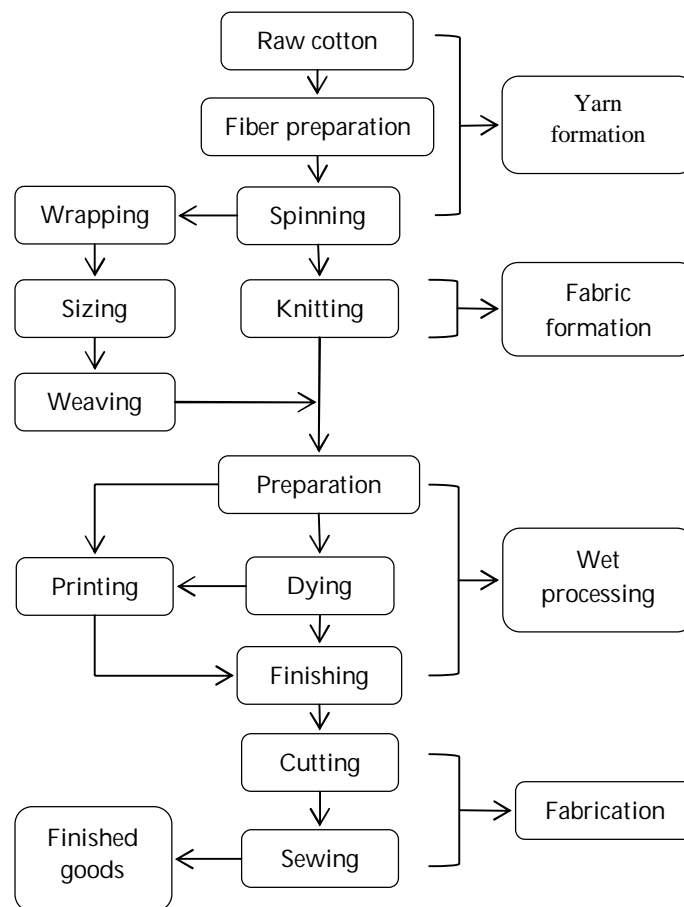 Raw cotton
Yarn
formation
Fiber preparation
Wrapping
Spinning
Sizing
Knitting
Fabric
formation
Weaving
Preparation
Printing
Dying
Wet
processing
Finishing
Cutting
Fabrication
Finished
goods
Sewing